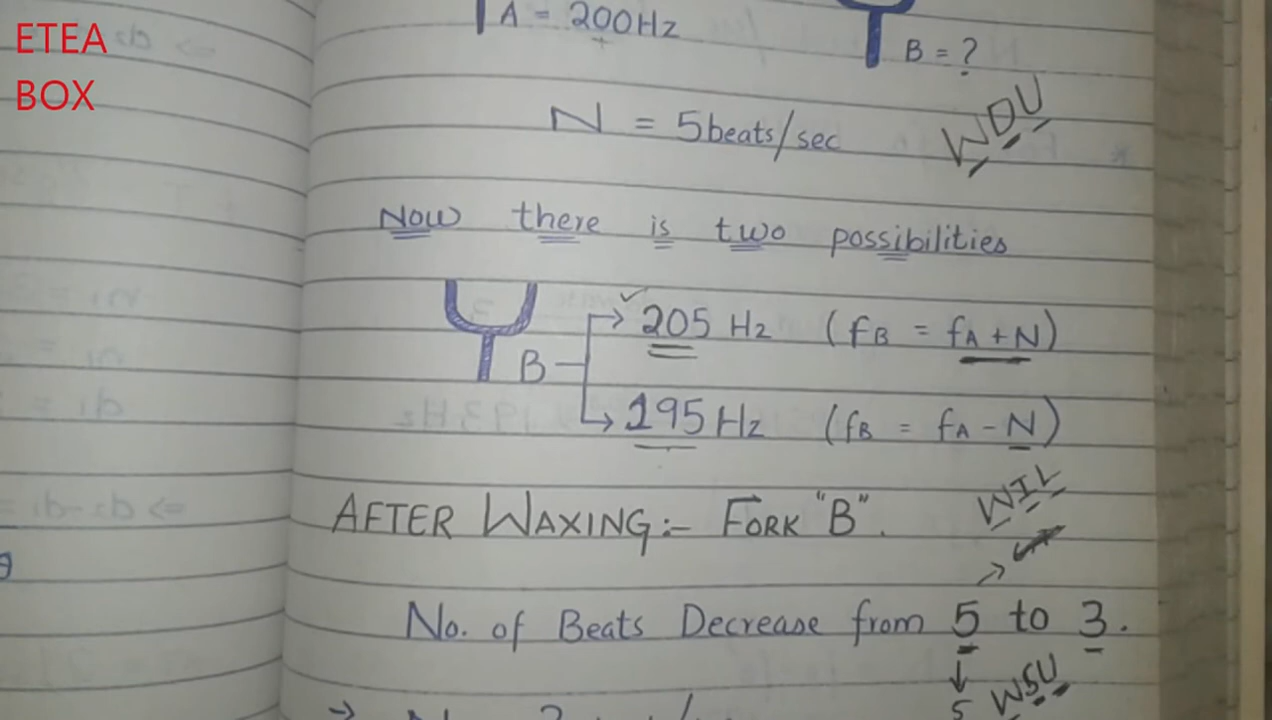 ETEA
BOX
A = 200Hz
B = ?
N = 5beats/sec
WDU
Now there is two possibilities
205 Hz (fB = fA + N)
B
195 Hz (fB = fA - N)
WIL
AFTER WAXING:- FORK "B".
No. of Beats Decrease from 5 to 3.
WSU